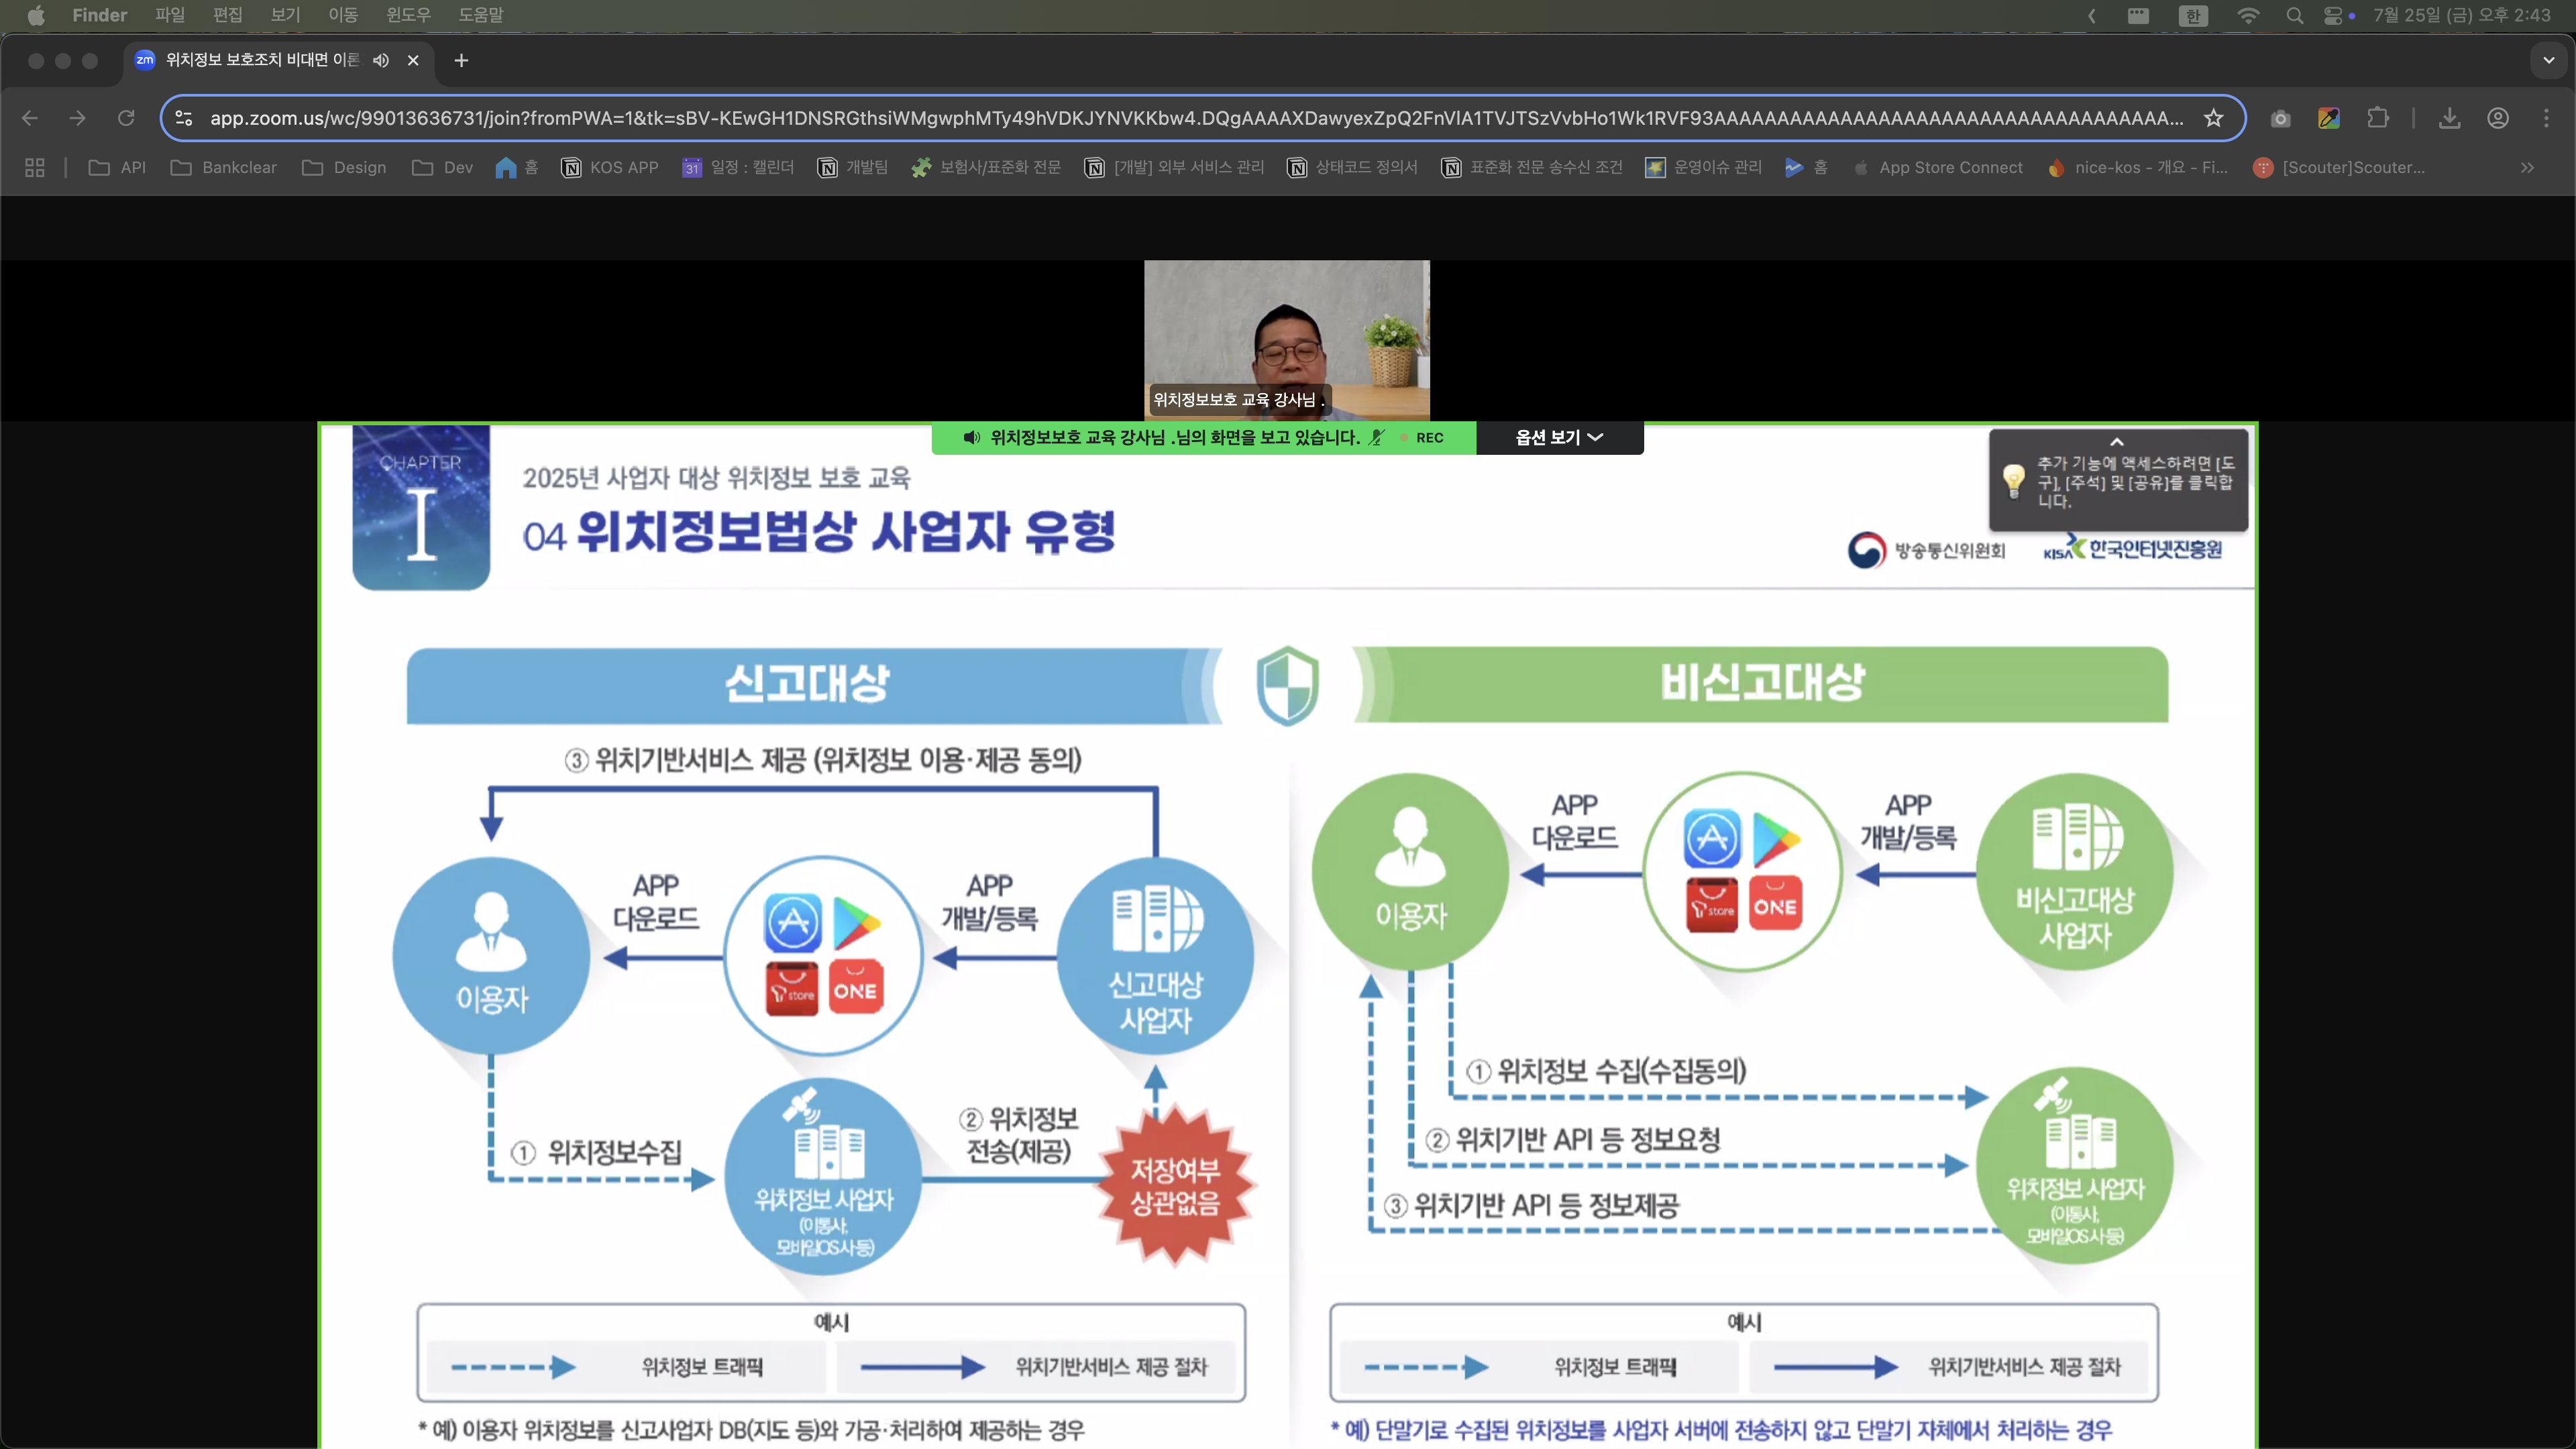 Finder 파일 편집 보기 이동 윈도우 도움말 한 7월 25일 (금) 오후 2:43
zm 위치정보 보호조치 비대면 이론
app.zoom.us/wc/99013636731/join?fromPWA=1&tk=sBV-KEwGH1DNSRGthsiWMgwphMTy49hVDKJYNVKKbw4.DQgAAAAXDawyexZpQ2FnVlA1TVJTSzVvbHo1Wk1RVF93AAAAAAAAAAAAAAAAAAAAAAAAAAAAAAAAAAA...
API Bankclear Design Dev 홈 KOS APP 31 일정 : 캘린더 개발팀 보험사/표준화 전문 [개발] 외부 서비스 관리 상태코드 정의서 표준화 전문 송수신 조건 운영이슈 관리 홈 App Store Connect nice-kos - 개요 - Fi... [Scouter]Scouter...
위치정보보호 교육 강사님 .
위치정보보호 교육 강사님 .님의 화면을 보고 있습니다. REC 옵션 보기
추가 기능에 액세스하려면 [도
구], [주석] 및 [공유]를 클릭합
니다.
CHAPTER
I
2025년 사업자 대상 위치정보 보호 교육
04 위치정보법상 사업자 유형
방송통신위원회 KISA 한국인터넷진흥원
신고대상
③ 위치기반서비스 제공 (위치정보 이용·제공 동의)
이용자
APP
다운로드
T store ONE
APP
개발/등록
신고대상
사업자
① 위치정보수집
위치정보 사업자
(이통사,
모바일OS사 등)
② 위치정보
전송(제공)
저장여부
상관없음
예시
위치정보 트래픽 위치기반서비스 제공 절차
* 예) 이용자 위치정보를 신고사업자 DB(지도 등)와 가공·처리하여 제공하는 경우
비신고대상
이용자
APP
다운로드
T store ONE
APP
개발/등록
비신고대상
사업자
① 위치정보 수집(수집동의)
② 위치기반 API 등 정보요청
③ 위치기반 API 등 정보제공
위치정보 사업자
(이통사,
모바일OS사 등)
예시
위치정보 트래픽 위치기반서비스 제공 절차
* 예) 단말기로 수집된 위치정보를 사업자 서버에 전송하지 않고 단말기 자체에서 처리하는 경우